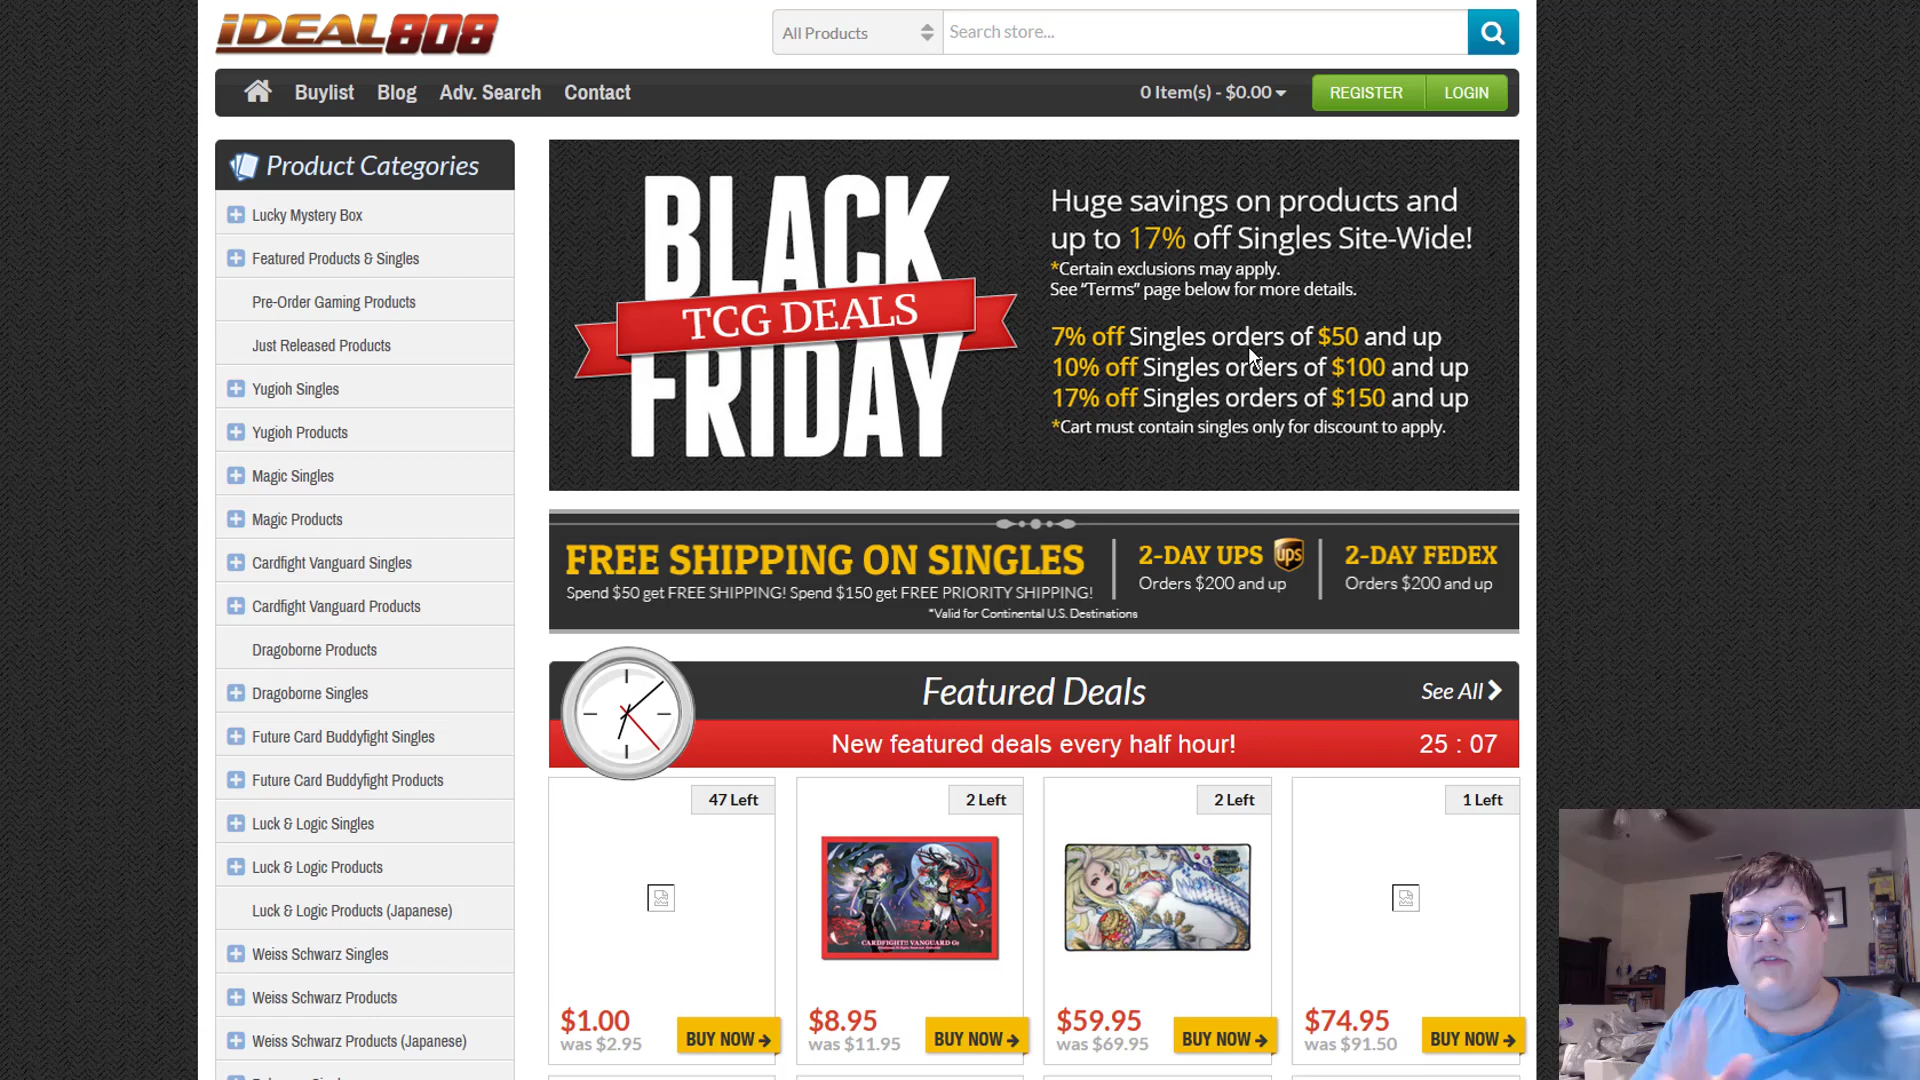 iDEAL808
All Products
Search store...
Buylist
Blog
Adv. Search
Contact
0 Item(s) - $0.00
REGISTER
LOGIN
Product Categories
Lucky Mystery Box
Featured Products & Singles
Pre-Order Gaming Products
Just Released Products
Yugioh Singles
Yugioh Products
Magic Singles
Magic Products
Cardfight Vanguard Singles
Cardfight Vanguard Products
Dragoborne Products
Dragoborne Singles
Future Card Buddyfight Singles
Future Card Buddyfight Products
Luck & Logic Singles
Luck & Logic Products
Luck & Logic Products (Japanese)
Weiss Schwarz Singles
Weiss Schwarz Products
Weiss Schwarz Products (Japanese)
BLACK
TCG DEALS
FRIDAY
Huge savings on products and
up to 17% off Singles Site-Wide!
*Certain exclusions may apply.
See “Terms” page below for more details.
7% off Singles orders of $50 and up
10% off Singles orders of $100 and up
17% off Singles orders of $150 and up
*Cart must contain singles only for discount to apply.
FREE SHIPPING ON SINGLES
Spend $50 get FREE SHIPPING! Spend $150 get FREE PRIORITY SHIPPING!
2-DAY UPS
ups
Orders $200 and up
2-DAY FEDEX
Orders $200 and up
*Valid for Continental U.S. Destinations
Featured Deals
See All
New featured deals every half hour!
25 : 07
47 Left
$1.00
was $2.95
BUY NOW
2 Left
CARDFIGHT!! VANGUARD G
$8.95
was $11.95
BUY NOW
2 Left
$59.95
was $69.95
BUY NOW
1 Left
$74.95
was $91.50
BUY NOW